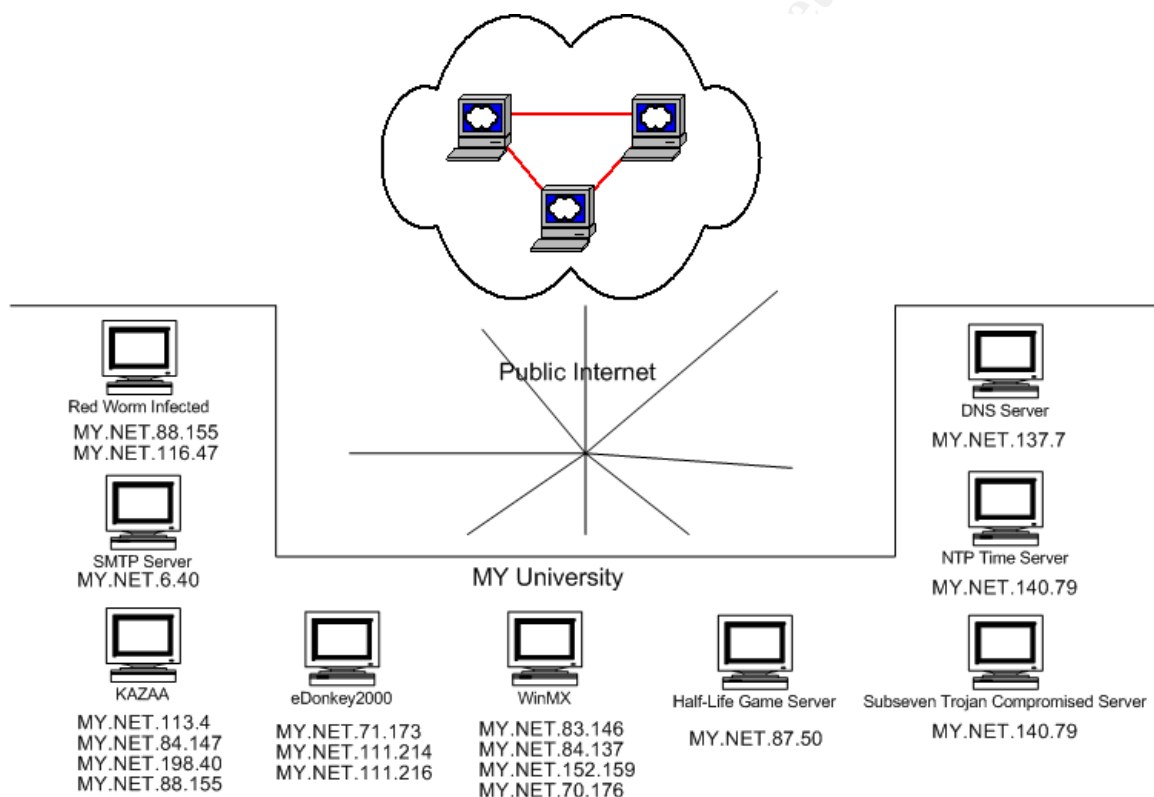 Public Internet
Red Worm Infected
MY.NET.88.155
MY.NET.116.47
DNS Server
MY.NET.137.7
SMTP Server
MY.NET.6.40
NTP Time Server
MY.NET.140.79
MY University
KAZAA
MY.NET.113.4
MY.NET.84.147
MY.NET.198.40
MY.NET.88.155
eDonkey2000
MY.NET.71.173
MY.NET.111.214
MY.NET.111.216
WinMX
MY.NET.83.146
MY.NET.84.137
MY.NET.152.159
MY.NET.70.176
Half-Life Game Server
MY.NET.87.50
Subseven Trojan Compromised Server
MY.NET.140.79